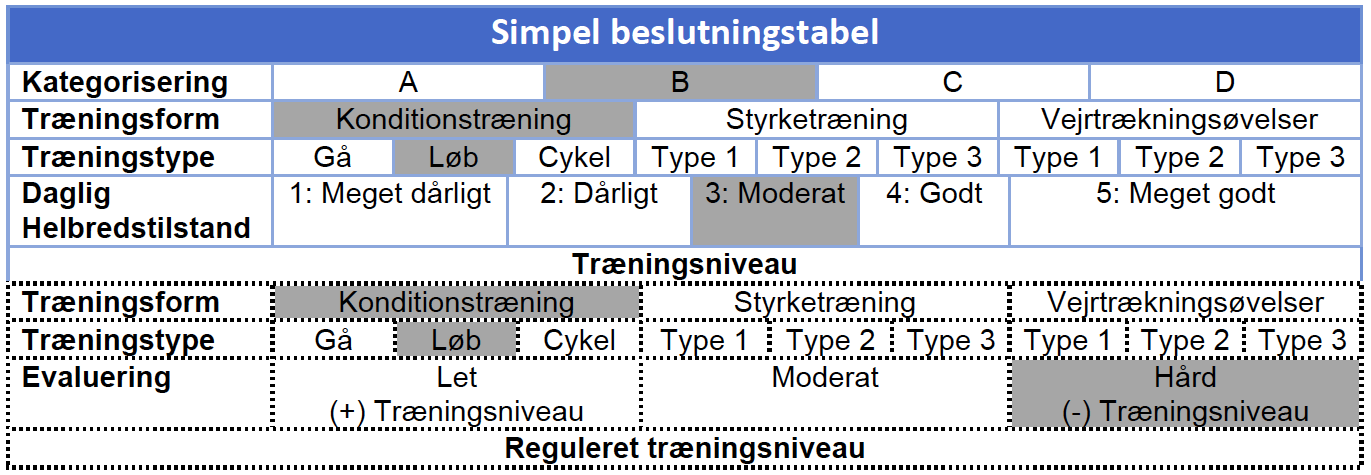 Simpel beslutningstabel
Kategorisering A B C D
Træningsform Konditionstræning Styrketræning Vejrtrækningsøvelser
Træningstype Gå Løb Cykel Type 1 Type 2 Type 3 Type 1 Type 2 Type 3
Daglig 1: Meget dårligt 2: Dårligt 3: Moderat 4: Godt 5: Meget godt
Helbredstilstand
Træningsniveau
Træningsform Konditionstræning Styrketræning Vejrtrækningsøvelser
Træningstype Gå Løb Cykel Type 1 Type 2 Type 3 Type 1 Type 2 Type 3
Evaluering Let Moderat Hård
(+) Træningsniveau (-) Træningsniveau
Reguleret træningsniveau